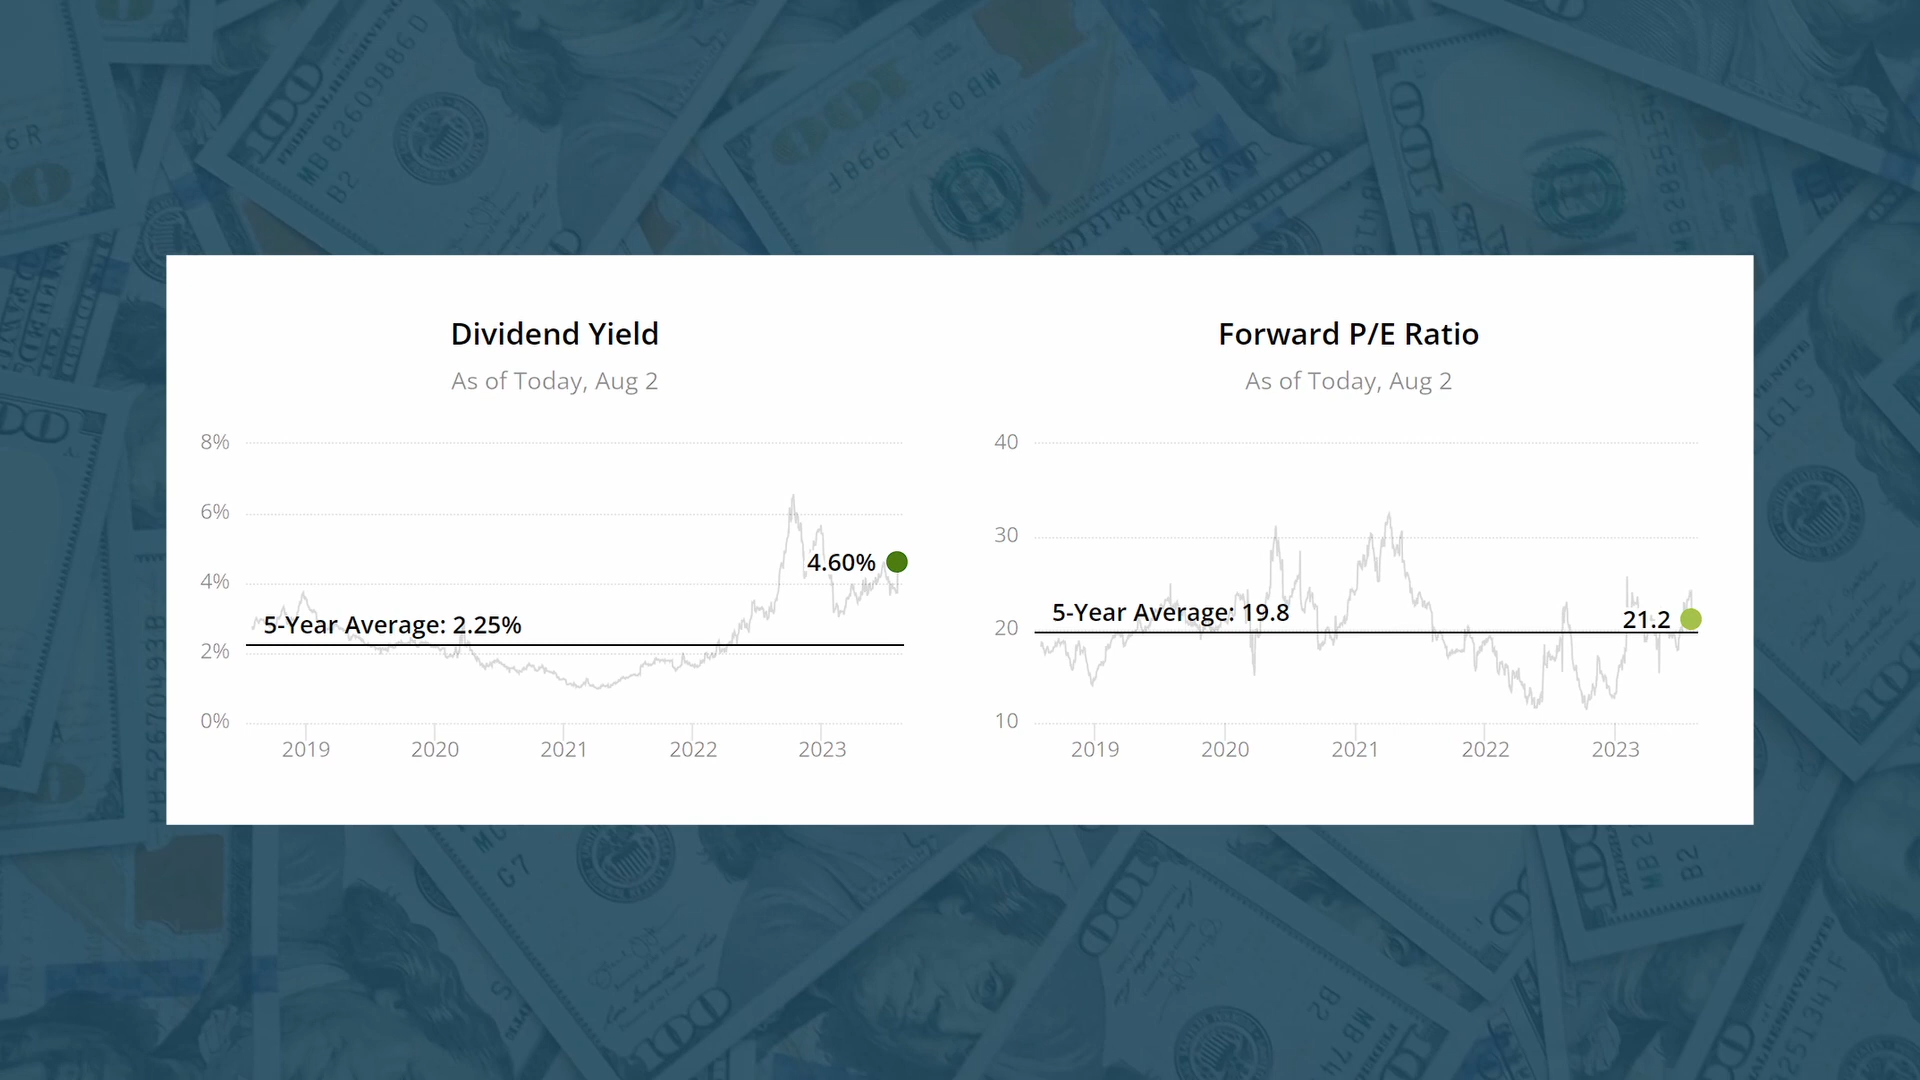 Dividend Yield
As of Today, Aug 2
8%
6%
4%
2%
0%
4.60%
5-Year Average: 2.25%
2019 2020 2021 2022 2023
Forward P/E Ratio
As of Today, Aug 2
40
30
20
10
5-Year Average: 19.8
21.2
2019 2020 2021 2022 2023